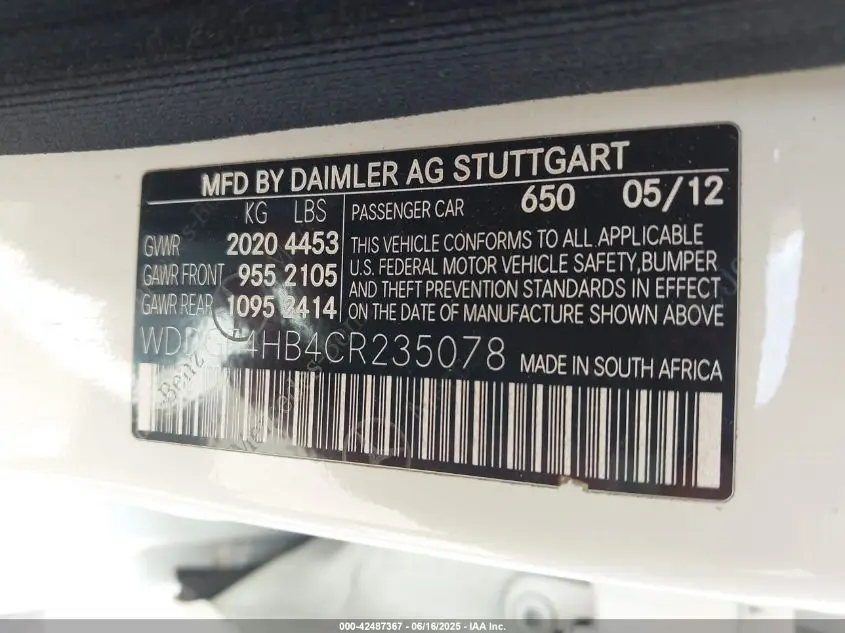 MFD BY DAIMLER AG STUTTGART
KG LBS
GVWR 2020 4453
GAWR FRONT 955 2105
GAWR REAR 1095 2414
PASSENGER CAR 650 05/12
THIS VEHICLE CONFORMS TO ALL APPLICABLE
U.S. FEDERAL MOTOR VEHICLE SAFETY, BUMPER
AND THEFT PREVENTION STANDARDS IN EFFECT
ON THE DATE OF MANUFACTURE SHOWN ABOVE.
MADE IN SOUTH AFRICA
000-42487367 - 06/16/2025 - IAA Inc.